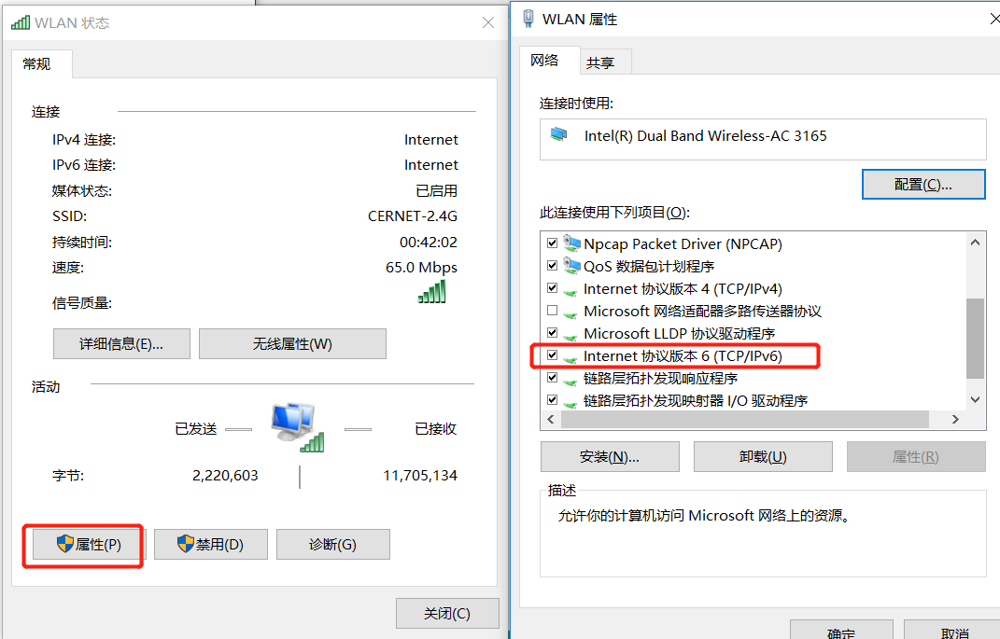 WLAN 状态
常规
连接
IPv4 连接: Internet
IPv6 连接: Internet
媒体状态: 已启用
SSID: CERNET-2.4G
持续时间: 00:42:02
速度: 65.0 Mbps
信号质量:
详细信息(E)... 无线属性(W)
活动
已发送 已接收
字节: 2,220,603 11,705,134
属性(P) 禁用(D) 诊断(G)
关闭(C)
WLAN 属性
网络 共享
连接时使用:
Intel(R) Dual Band Wireless-AC 3165
配置(C)...
此连接使用下列项目(O):
Npcap Packet Driver (NPCAP)
QoS 数据包计划程序
Internet 协议版本 4 (TCP/IPv4)
Microsoft 网络适配器多路传送器协议
Microsoft LLDP 协议驱动程序
Internet 协议版本 6 (TCP/IPv6)
链路层拓扑发现响应程序
链路层拓扑发现映射器 I/O 驱动程序
安装(N)... 卸载(U) 属性(R)
描述
允许你的计算机访问 Microsoft 网络上的资源。
确定 取消